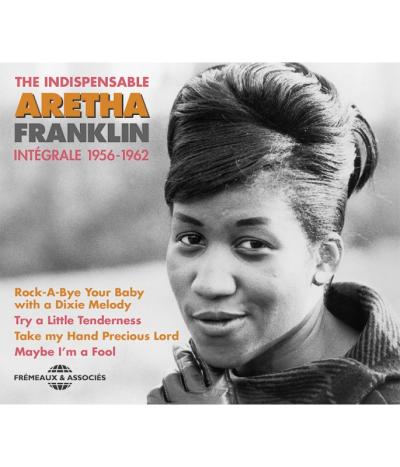 THE INDISPENSABLE
ARETHA
FRANKLIN
INTÉGRALE 1956-1962
Rock-A-Bye Your Baby
with a Dixie Melody
Try a Little Tenderness
Take my Hand Precious Lord
Maybe I'm a Fool
FRÉMEAUX & ASSOCIÉS